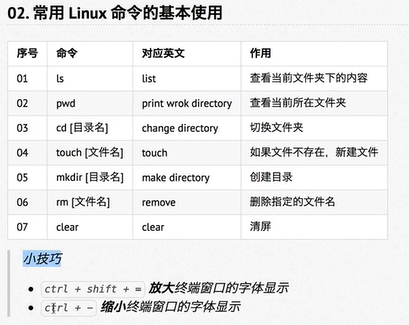 02. 常用 Linux 命令的基本使用
序号 命令 对应英文 作用
01 ls list 查看当前文件夹下的内容
02 pwd print wrok directory 查看当前所在文件夹
03 cd [目录名] change directory 切换文件夹
04 touch [文件名] touch 如果文件不存在，新建文件
05 mkdir [目录名] make directory 创建目录
06 rm [文件名] remove 删除指定的文件名
07 clear clear 清屏
小技巧
• ctrl + shift + = 放大终端窗口的字体显示
• ctrl + - 缩小终端窗口的字体显示